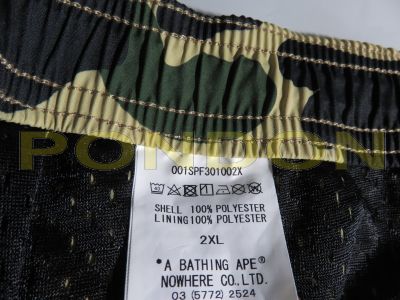 001SPF301002X
PONDON
SHELL 100% POLYESTER
LINING100% POLYESTER
2XL
*A BATHING APE®
NOWHERE CO.,LTD.
03 (5772) 2524